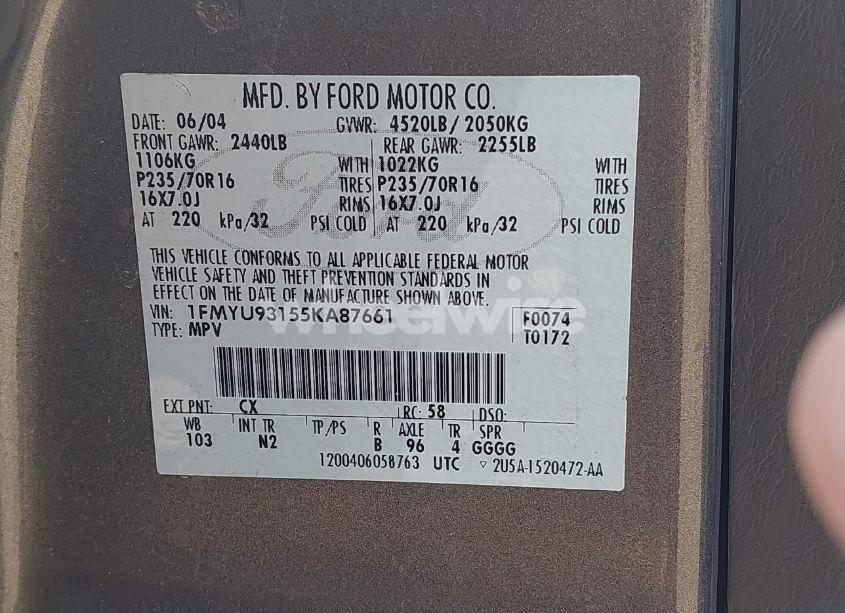 MFD. BY FORD MOTOR CO.
DATE: 06/04 GVWR: 4520LB/ 2050KG
FRONT GAWR: 2440LB REAR GAWR: 2255LB
1106KG WITH 1022KG WITH
P235/70R16 TIRES P235/70R16 TIRES
16X7.0J RIMS 16X7.0J RIMS
AT 220 kPa/32 PSI COLD AT 220 kPa/32 PSI COLD
Ford
THIS VEHICLE CONFORMS TO ALL APPLICABLE FEDERAL MOTOR
VEHICLE SAFETY AND THEFT PREVENTION STANDARDS IN
EFFECT ON THE DATE OF MANUFACTURE SHOWN ABOVE.
VIN: 1FMYU93155KA87661 F0074
TYPE: MPV T0172
wheelwire
EXT PNT: CX RC: 58 DSO:
WB INT TR TP/PS R AXLE TR SPR
103 N2 B 96 4 GGGG
120040605B763 UTC ▽ 2U5A-1520472-AA